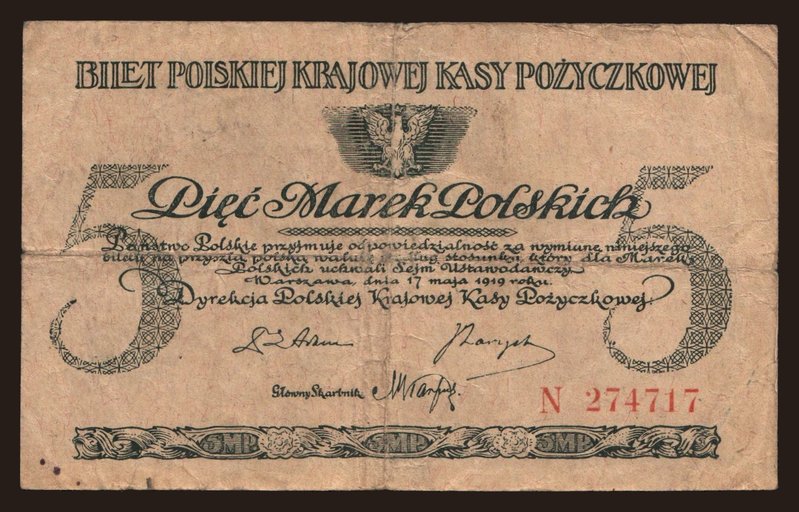 BILET POLSKIEJ KRAJOWEJ KASY POŻYCZKOWEJ
5 5
Pięć Marek Polskich
Państwo Polskie przyjmuje odpowiedzialność za wymianę niniejszego
biletu na przyszłą polską walutę według stosunku, który dla Marek
Polskich uchwali Sejm Ustawodawczy
Warszawa, dnia 17 maja 1919 roku.
Dyrekcja Polskiej Krajowej Kasy Pożyczkowej
Główny Skarbnik
N 274717
5MP. 5MP. 5MP.